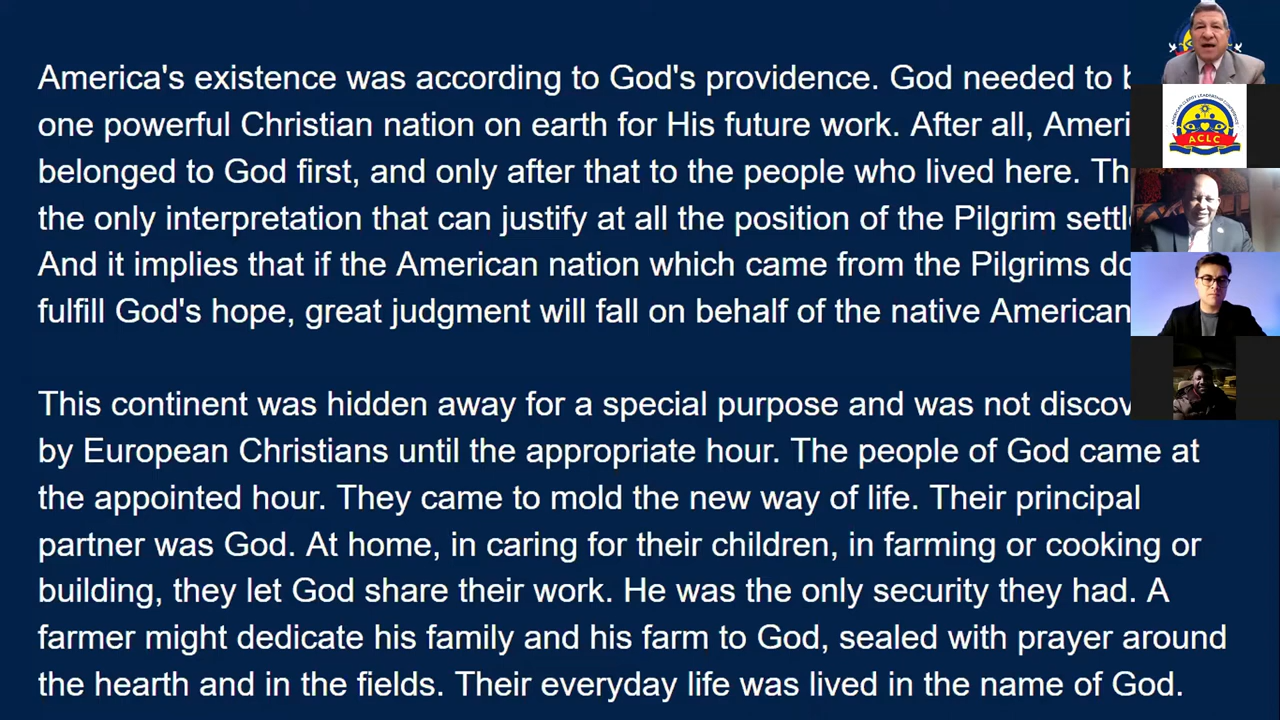 America's existence was according to God's providence. God needed to
one powerful Christian nation on earth for His future work. After all,
belonged to God first, and only after that to the people who lived here.
the only interpretation that can justify at all the position of the Pilgrim
And it implies that if the American nation which came from the Pilgrims
fulfill God's hope, great judgment will fall on behalf of the native American
This continent was hidden away for a special purpose and was not
by European Christians until the appropriate hour. The people of God came at
the appointed hour. They came to mold the new way of life. Their principal
partner was God. At home, in caring for their children, in farming or cooking or
building, they let God share their work. He was the only security they had. A
farmer might dedicate his family and his farm to God, sealed with prayer around
the hearth and in the fields. Their everyday life was lived in the name of God.
AMERICAN CLERGY LEADERSHIP CONFERENCE
ACLC